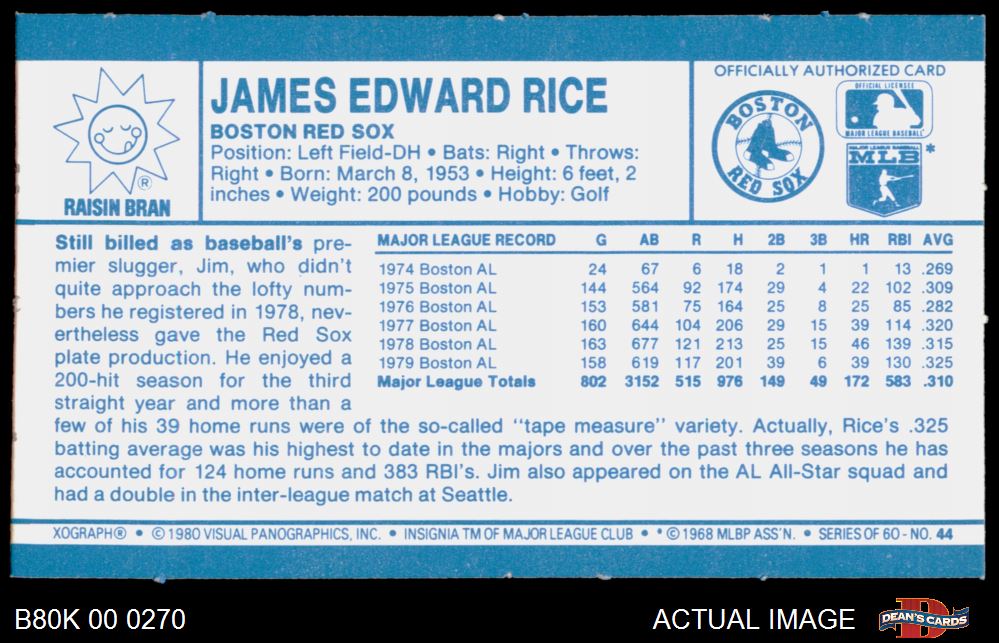 JAMES EDWARD RICE
BOSTON RED SOX
Position: Left Field-DH • Bats: Right • Throws:
Right • Born: March 8, 1953 • Height: 6 feet, 2
inches • Weight: 200 pounds • Hobby: Golf
®
RAISIN BRAN
OFFICIALLY AUTHORIZED CARD
BOSTON
RED SOX
OFFICIAL LICENSEE
MAJOR LEAGUE BASEBALL
MAJOR LEAGUE BASEBALL
MLB *
Still billed as baseball's pre-
mier slugger, Jim, who didn't
quite approach the lofty num-
bers he registered in 1978, nev-
ertheless gave the Red Sox
plate production. He enjoyed a
200-hit season for the third
straight year and more than a
few of his 39 home runs were of the so-called "tape measure" variety. Actually, Rice's .325
batting average was his highest to date in the majors and over the past three seasons he has
accounted for 124 home runs and 383 RBI's. Jim also appeared on the AL All-Star squad and
had a double in the inter-league match at Seattle.
MAJOR LEAGUE RECORD G AB R H 2B 3B HR RBI AVG
1974 Boston AL 24 67 6 18 2 1 1 13 .269
1975 Boston AL 144 564 92 174 29 4 22 102 .309
1976 Boston AL 153 581 75 164 25 8 25 85 .282
1977 Boston AL 160 644 104 206 29 15 39 114 .320
1978 Boston AL 163 677 121 213 25 15 46 139 .315
1979 Boston AL 158 619 117 201 39 6 39 130 .325
Major League Totals 802 3152 515 976 149 49 172 583 .310
XOGRAPH® • © 1980 VISUAL PANOGRAPHICS, INC. • INSIGNIA TM OF MAJOR LEAGUE CLUB • * © 1968 MLBP ASS'N. • SERIES OF 60 - NO. 44
B80K 00 0270
ACTUAL IMAGE
DEAN'S CARDS